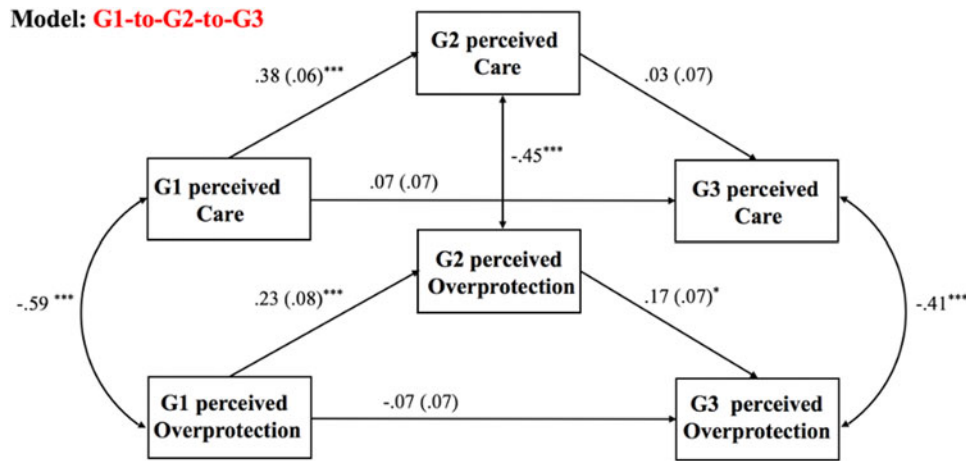 Model: G1-to-G2-to-G3
G2 perceived
Care
.38 (.06)***
.03 (.07)
-.45***
G1 perceived
Care
.07 (.07)
G3 perceived
Care
G2 perceived
Overprotection
-.59 ***
.23 (.08)***
.17 (.07)*
-.41***
G1 perceived
Overprotection
-.07 (.07)
G3 perceived
Overprotection